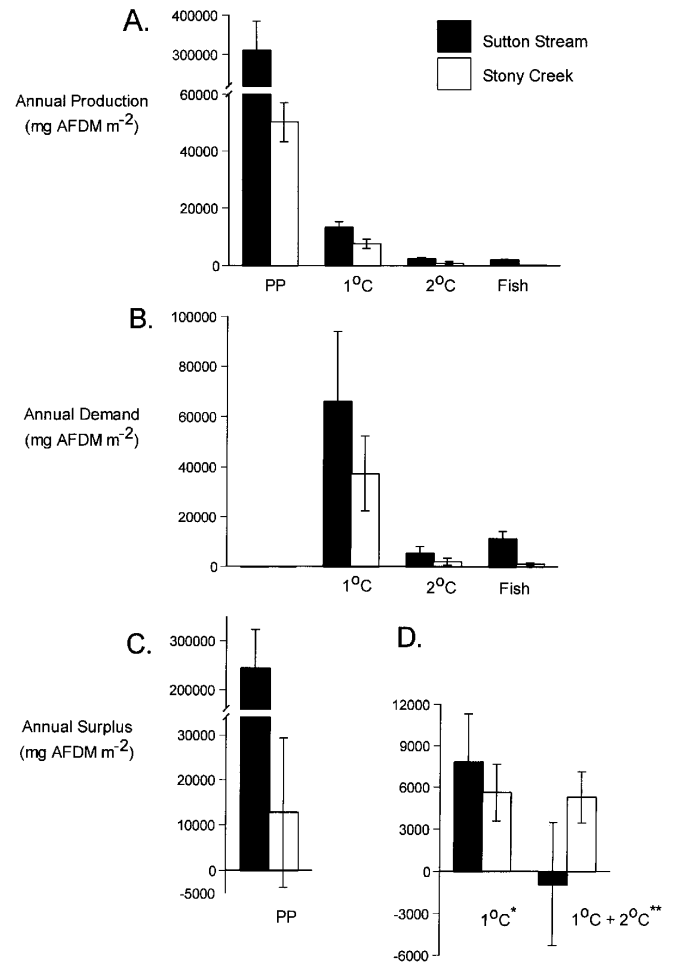 A.
400000
300000
60000
40000
20000
0
Annual Production
(mg AFDM m⁻²)
Sutton Stream
Stony Creek
PP 1°C 2°C Fish
B.
100000
80000
60000
40000
20000
0
Annual Demand
(mg AFDM m⁻²)
1°C 2°C Fish
C.
300000
200000
30000
20000
10000
0
-5000
Annual Surplus
(mg AFDM m⁻²)
PP
D.
12000
9000
6000
3000
0
-3000
-6000
1°C* 1°C + 2°C**